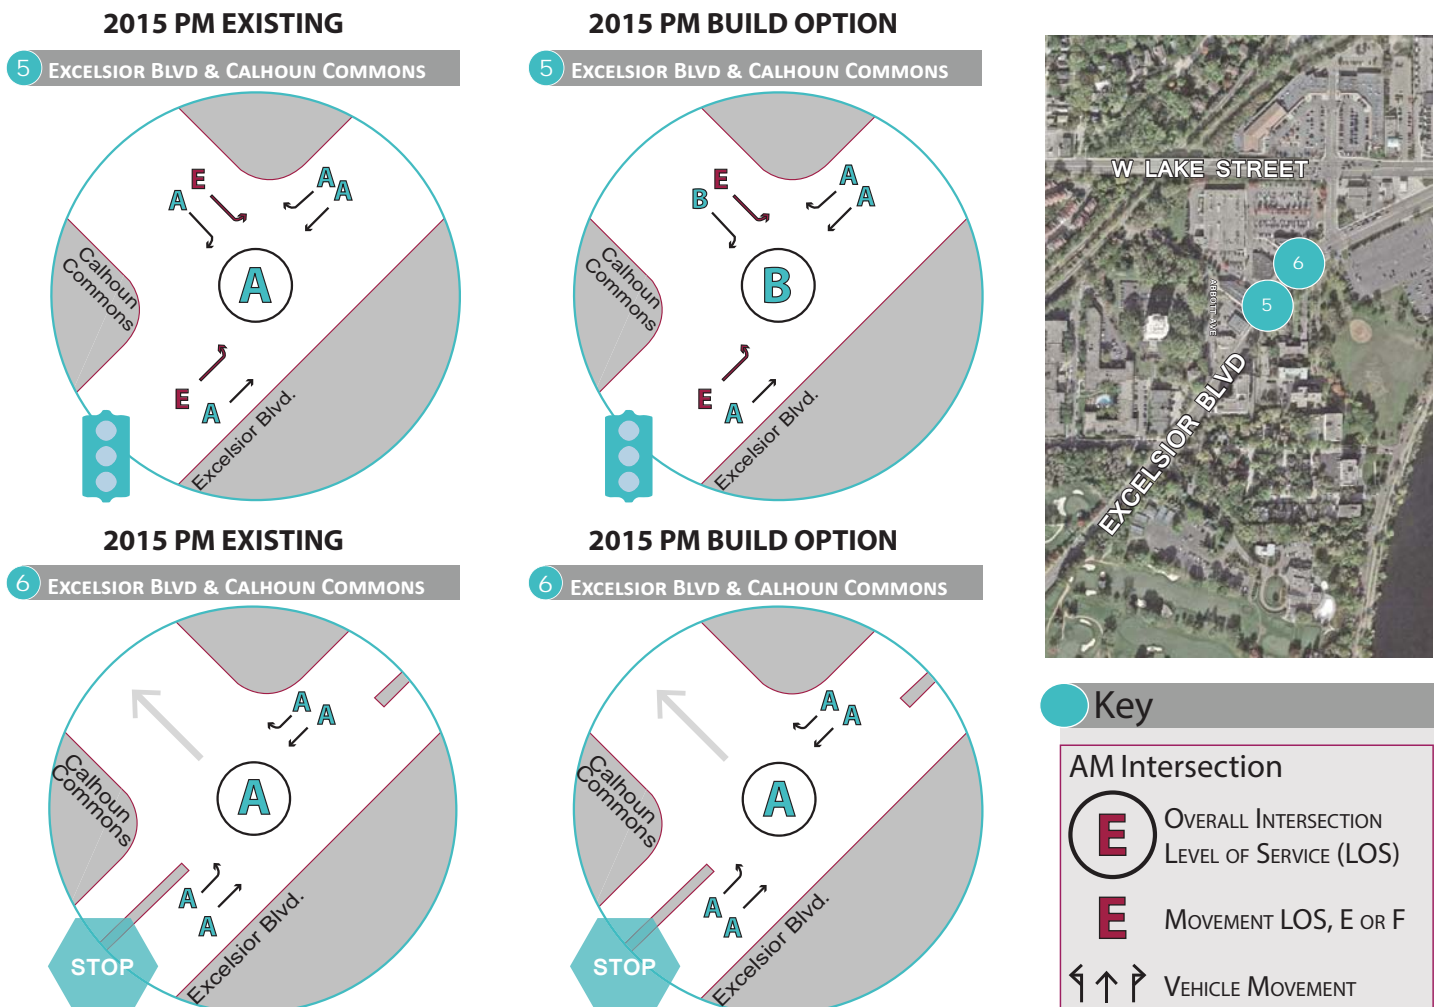 2015 PM EXISTING
5 EXCELSIOR BLVD & CALHOUN COMMONS
E
A
A
A
Calhoun
Commons
A
E
A
Excelsior Blvd.
2015 PM BUILD OPTION
5 EXCELSIOR BLVD & CALHOUN COMMONS
E
B
A
A
Calhoun
Commons
B
E
A
Excelsior Blvd.
2015 PM EXISTING
6 EXCELSIOR BLVD & CALHOUN COMMONS
A
A
Calhoun
Commons
A
A
A
Excelsior Blvd.
STOP
2015 PM BUILD OPTION
6 EXCELSIOR BLVD & CALHOUN COMMONS
A
A
Calhoun
Commons
A
A
A
Excelsior Blvd.
STOP
W LAKE STREET
6
5
ABBOTT AVE
EXCELSIOR BLVD
Key
AM Intersection
E OVERALL INTERSECTION
LEVEL OF SERVICE (LOS)
E MOVEMENT LOS, E OR F
VEHICLE MOVEMENT